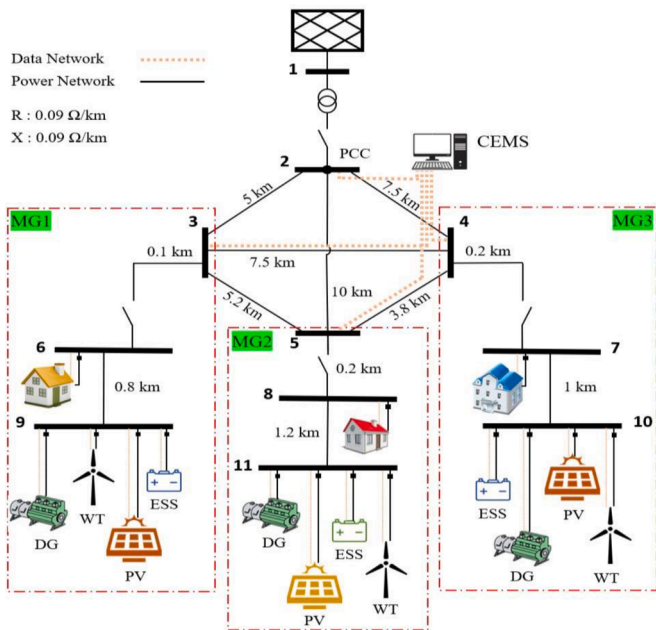 Data Network
Power Network
R : 0.09 Ω/km
X : 0.09 Ω/km
1
2
PCC
CEMS
5 km
7.5 km
MG1
3
4
MG3
0.1 km
7.5 km
0.2 km
10 km
5.2 km
3.8 km
MG2
5
6
7
0.2 km
0.8 km
8
1 km
9
1.2 km
10
11
ESS
WT
DG
PV
DG
ESS
PV
WT
ESS
PV
DG
WT